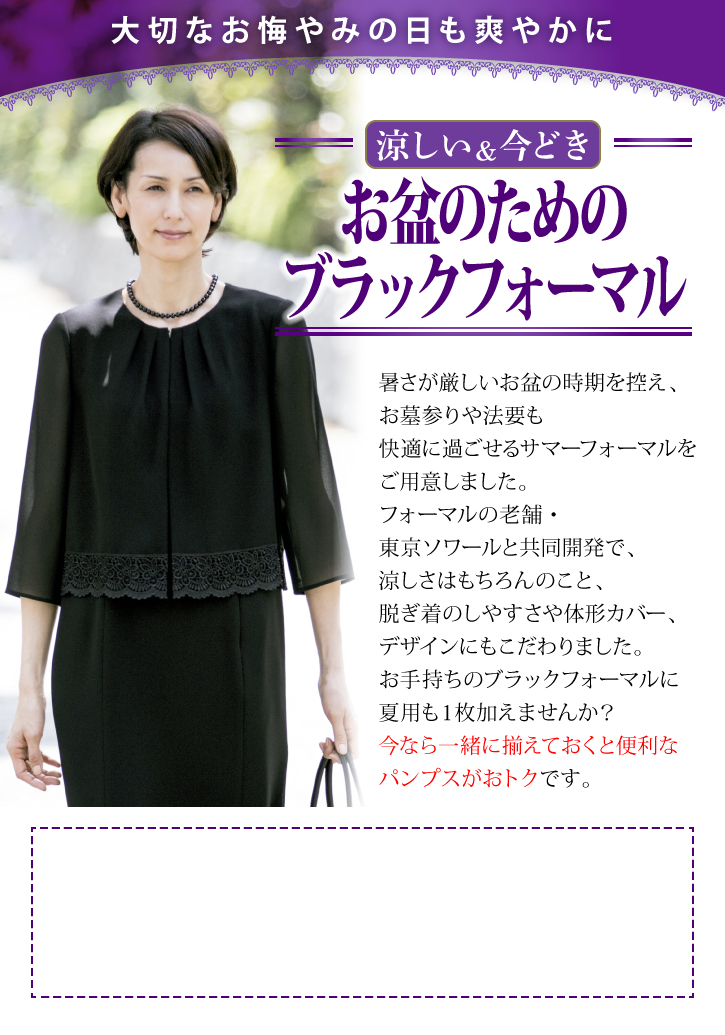 大切なお悔やみの日も爽やかに
涼しい&今どき
お盆のための
ブラックフォーマル
暑さが厳しいお盆の時期を控え、
お墓参りや法要も
快適に過ごせるサマーフォーマルを
ご用意しました。
フォーマルの老舗・
東京ソワールと共同開発で、
涼しさはもちろんのこと、
脱ぎ着のしやすさや体形カバー、
デザインにもこだわりました。
お手持ちのブラックフォーマルに
夏用も1枚加えませんか？
今なら一緒に揃えておくと便利な
パンプスがおトクです。